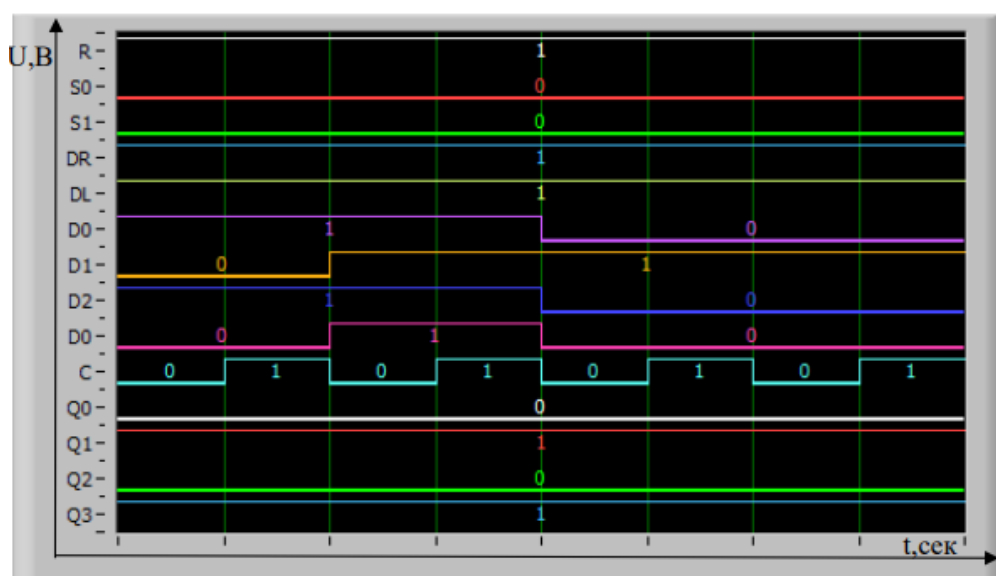 U,В
R 1
S0 0
S1 0
DR 1
DL 1
D0 1 0
D1 0 1
D2 1 0
D0 0 1 0
C 0 1 0 1 0 1 0 1
Q0 0
Q1 1
Q2 0
Q3 1
t,сек